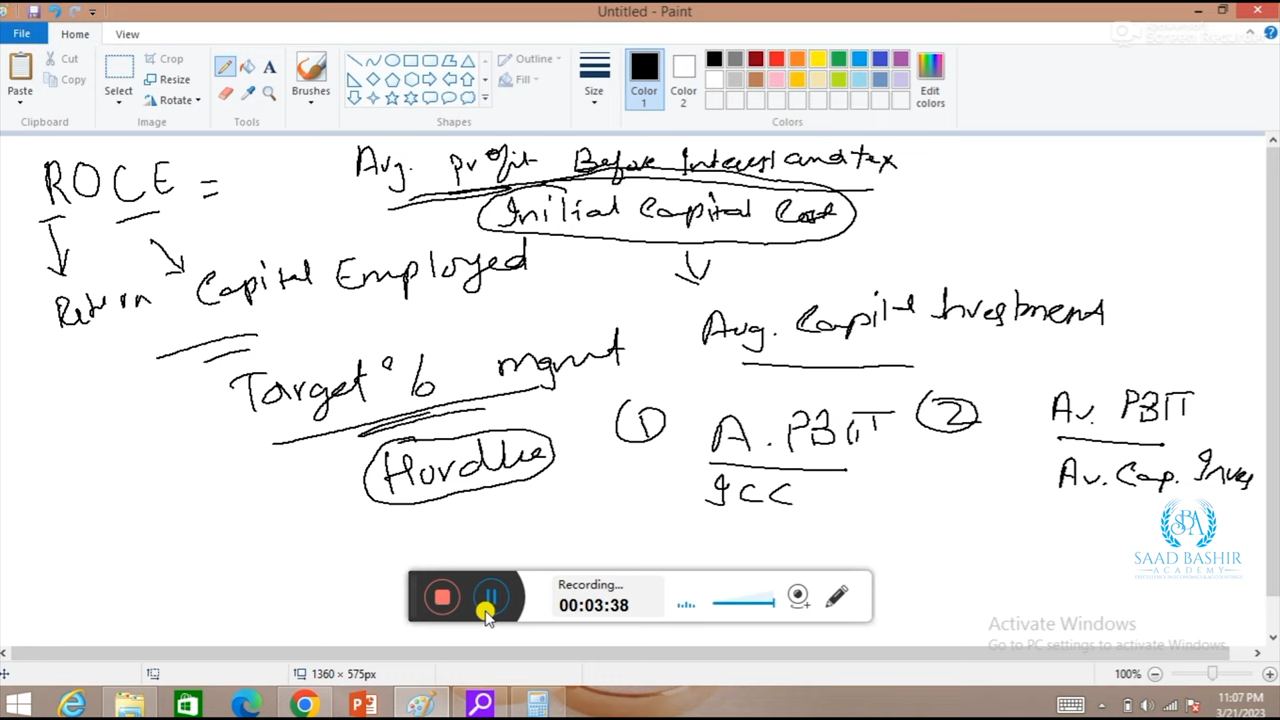 Untitled - Paint
File
Home
View
Paste
Cut
Copy
Clipboard
Select
Crop
Resize
Rotate
Image
Tools
Brushes
Outline
Fill
Shapes
Size
Color 1
Color 2
Edit colors
Colors
ROCE =
Avg. profit Before Interest and tax
Initial Capital Cost
Return
Capital Employed
Avg. Capital Investment
Target % mgmt
①
A. PBIT
ICC
②
Av. PBIT
Av. Cap. Inves
SAAD BASHIR
ACADEMY
Recording...
00:03:38
Activate Windows
Go to PC settings to activate Windows.
1360 × 575px
100%
11:07 PM
3/21/2023